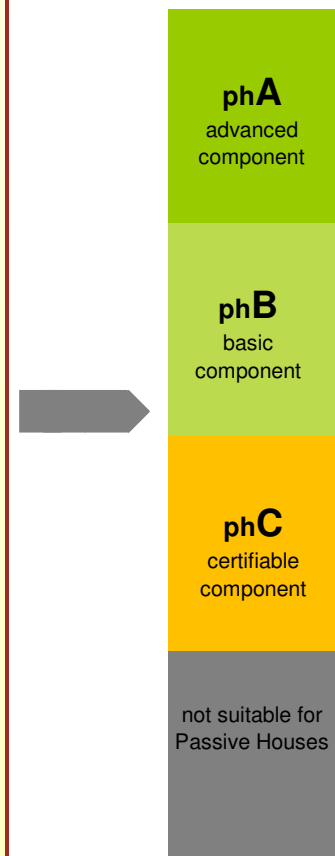 phA
advanced
component
phB
basic
component
phC
certifiable
component
not suitable for
Passive Houses